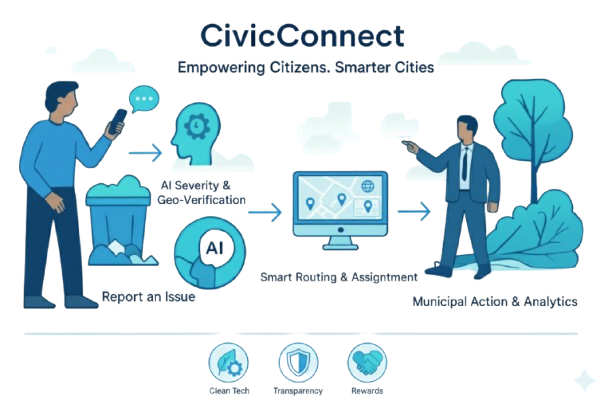 CivicConnect
Empowering Citizens. Smarter Cities
AI Severity &
Geo-Verification
AI
Report an Issue
Smart Routing & Assigntment
Municipal Action & Analytics
Clean Tech
Transparency
Rewards